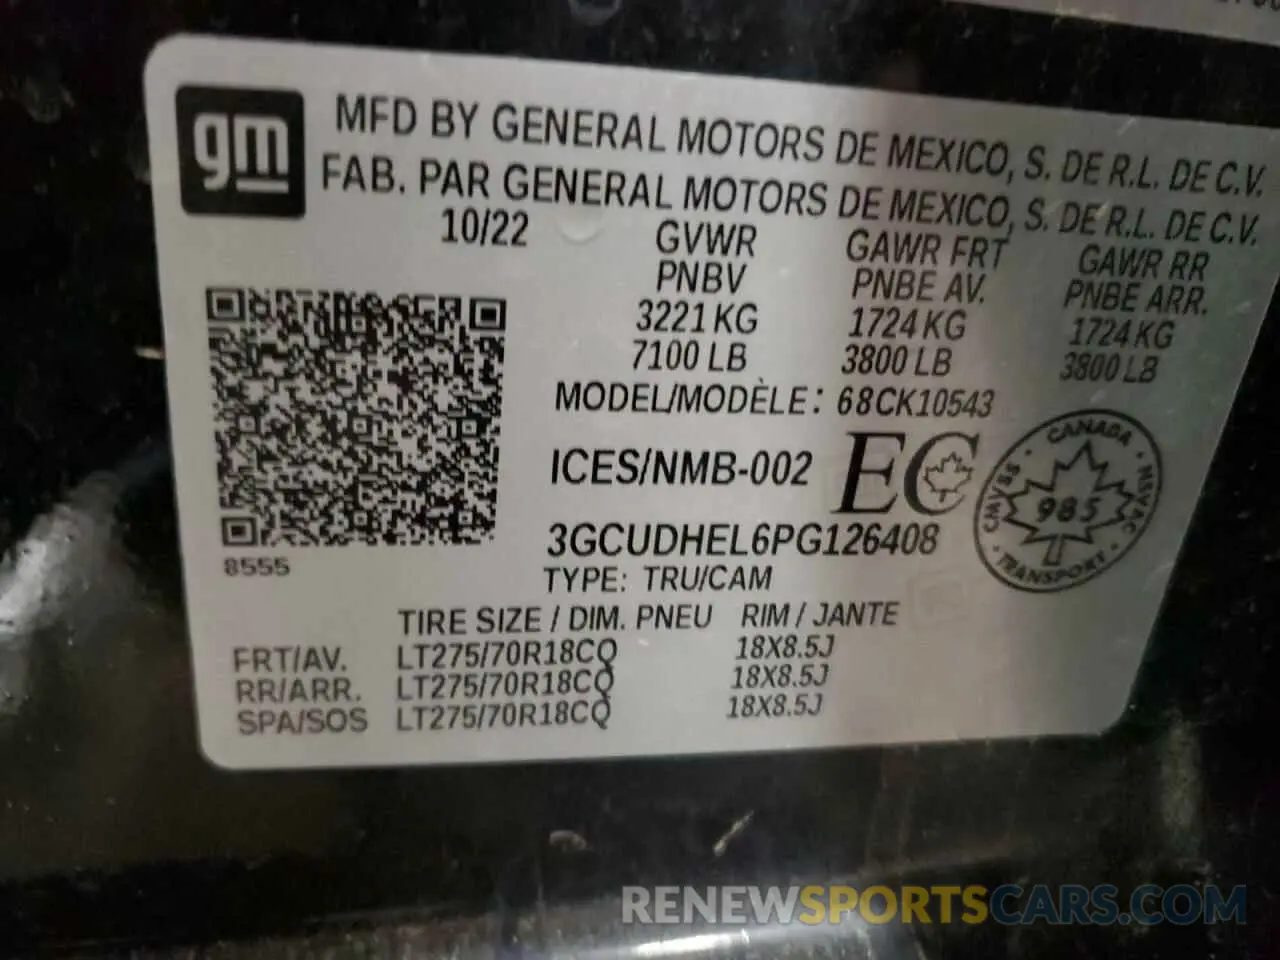 gm
MFD BY GENERAL MOTORS DE MEXICO, S. DE R.L. DE C.V.
FAB. PAR GENERAL MOTORS DE MEXICO, S. DE R.L. DE C.V.
10/22 GVWR GAWR FRT GAWR RR
PNBV PNBE AV. PNBE ARR.
3221 KG 1724 KG 1724 KG
7100 LB 3800 LB 3800 LB
MODEL/MODÈLE: 68CK10543
ICES/NMB-002 EC
CANADA
CMVSS 985 NSVAC
TRANSPORT
3GCUDHEL6PG126408
8555
TYPE: TRU/CAM
TIRE SIZE / DIM. PNEU RIM / JANTE
FRT/AV. LT275/70R18CQ 18X8.5J
RR/ARR. LT275/70R18CQ 18X8.5J
SPA/SOS LT275/70R18CQ 18X8.5J
RENEWSPORTSCARS.COM